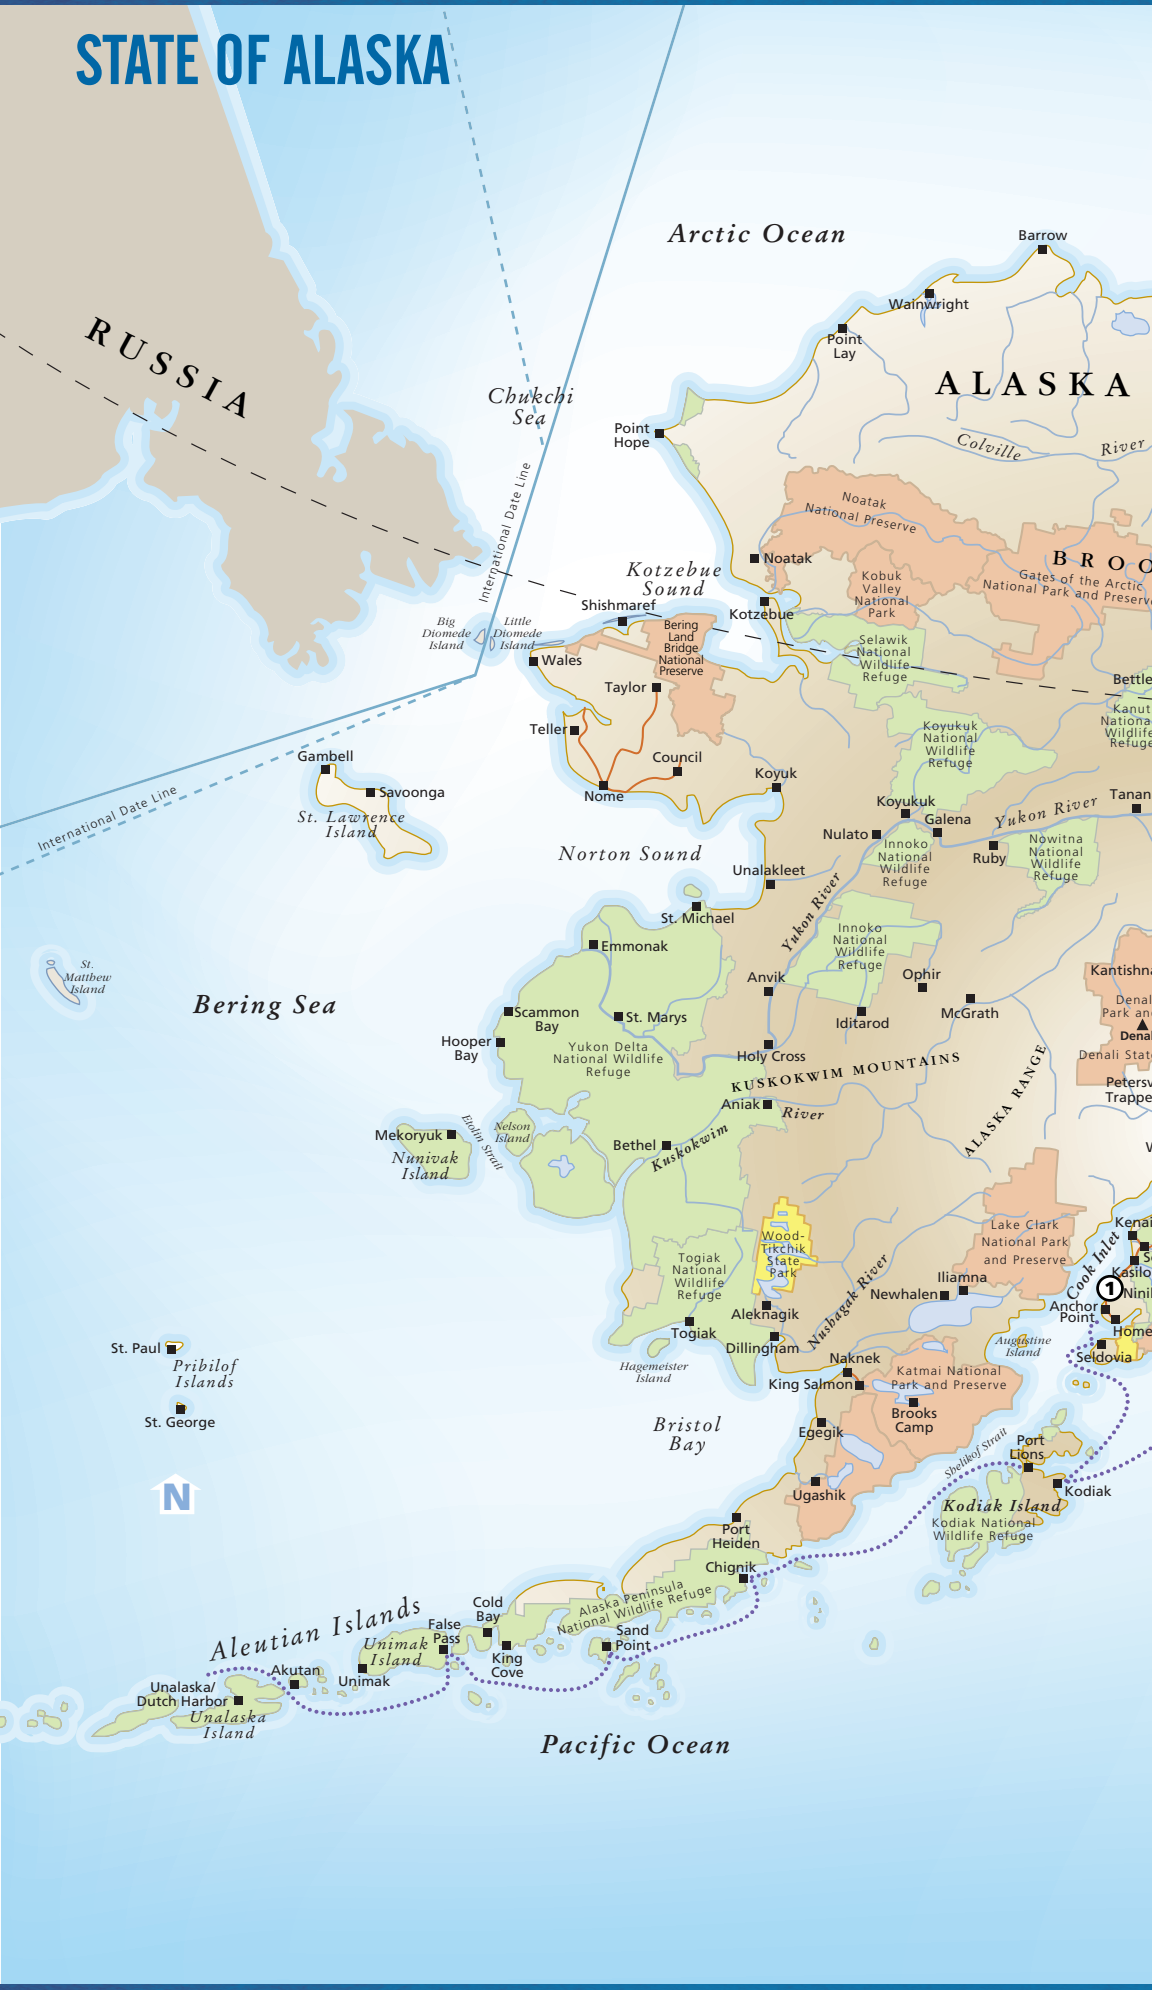 STATE OF ALASKA
RUSSIA
Arctic Ocean
Barrow
Wainwright
Point
Lay
ALASKA
Chukchi
Sea
Point
Hope
Colville
River
International Date Line
Noatak
National Preserve
Noatak
BROO
Gates of the Arctic
National Park and Preserve
Kobuk
Valley
National
Park
Kotzebue
Sound
Shishmaref
Kotzebue
Big
Diomede
Island
Little
Diomede
Island
Bering
Land
Bridge
National
Preserve
Selawik
National
Wildlife
Refuge
Wales
Taylor
Bettle
Kanut
Nationa
Wildlife
Refuge
Teller
Koyukuk
National
Wildlife
Refuge
Gambell
Council
Savoonga
Nome
Koyuk
St. Lawrence
Island
International Date Line
Koyukuk
Yukon River
Tanan
Galena
Nulato
Ruby
Innoko
National
Wildlife
Refuge
Nowitna
National
Wildlife
Refuge
Norton Sound
Unalakleet
Yukon River
St. Michael
Emmonak
Innoko
National
Wildlife
Refuge
St.
Matthew
Island
Bering Sea
Anvik
Ophir
Kantishna
Denal
Park and
Denal
Denali State
Scammon
Bay
St. Marys
Iditarod
McGrath
Hooper
Bay
Yukon Delta
National Wildlife
Refuge
Holy Cross
KUSKOKWIM MOUNTAINS
ALASKA RANGE
Petersv
Trappe
Aniak
River
Mekoryuk
Etolin Strait
Nelson
Island
Bethel
Kuskokwim
W
Nunivak
Island
Lake Clark
National Park
and Preserve
Kenai
Wood-
Tikchik
State
Park
Cook Inlet
S
Kasilo
Togiak
National
Wildlife
Refuge
Nushagak River
Iliamna
Newhalen
1
Ninil
Anchor
Point
Aleknagik
Togiak
Home
Dillingham
Augustine
Island
Seldovia
St. Paul
Pribilof
Islands
Hagemeister
Island
Naknek
King Salmon
Katmai National
Park and Preserve
St. George
Bristol
Bay
Brooks
Camp
Egegik
Shelikof Strait
Port
Lions
N
Ugashik
Kodiak
Kodiak Island
Kodiak National
Wildlife Refuge
Port
Heiden
Chignik
Alaska Peninsula
National Wildlife Refuge
Aleutian Islands
Cold
Bay
False
Pass
Sand
Point
Unimak
Island
King
Cove
Akutan
Unimak
Unalaska/
Dutch Harbor
Unalaska
Island
Pacific Ocean